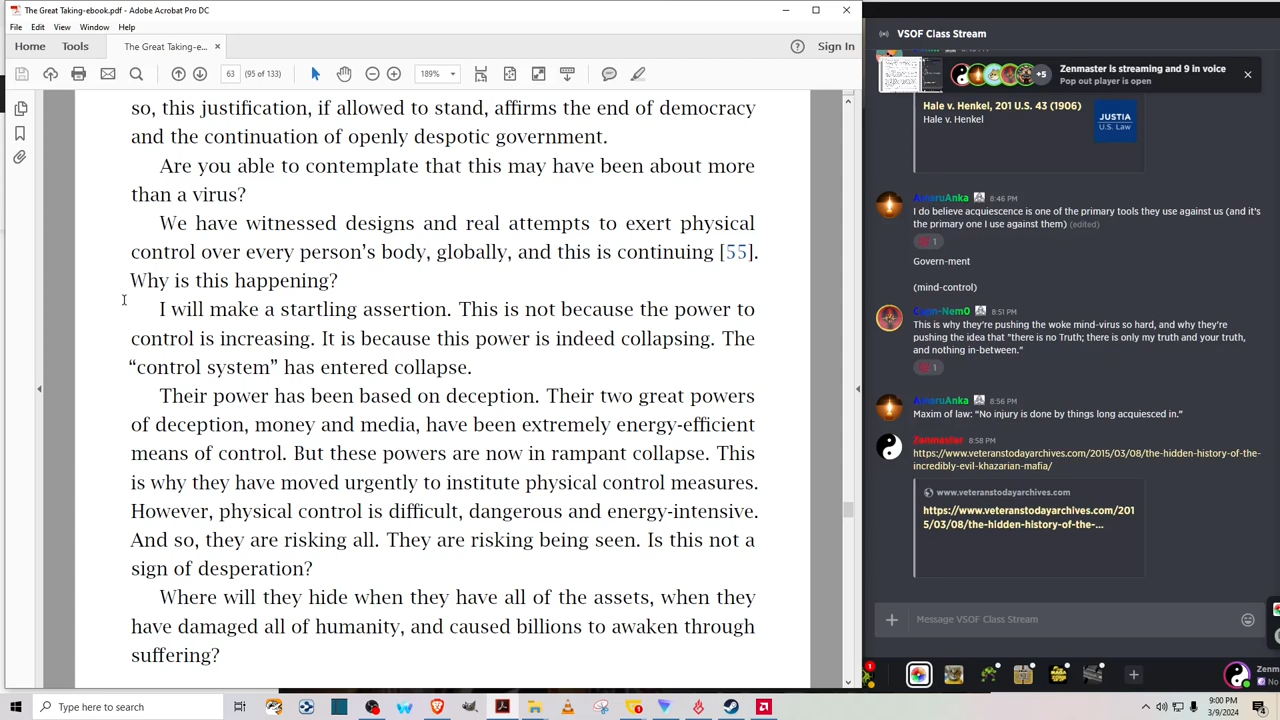 The Great Taking-ebook.pdf - Adobe Acrobat Pro DC
File Edit View Window Help
Home Tools The Great Taking-e... × Sign In
63 (95 of 133) 189%
so, this justification, if allowed to stand, affirms the end of democracy
and the continuation of openly despotic government.
Are you able to contemplate that this may have been about more
than a virus?
We have witnessed designs and real attempts to exert physical
control over every person's body, globally, and this is continuing [55].
Why is this happening?
I will make a startling assertion. This is not because the power to
control is increasing. It is because this power is indeed collapsing. The
“control system” has entered collapse.
Their power has been based on deception. Their two great powers
of deception, money and media, have been extremely energy-efficient
means of control. But these powers are now in rampant collapse. This
is why they have moved urgently to institute physical control measures.
However, physical control is difficult, dangerous and energy-intensive.
And so, they are risking all. They are risking being seen. Is this not a
sign of desperation?
Where will they hide when they have all of the assets, when they
have damaged all of humanity, and caused billions to awaken through
suffering?
VSOF Class Stream
+5
Zenmaster is streaming and 9 in voice
Pop out player is open
Hale v. Henkel, 201 U.S. 43 (1906)
Hale v. Henkel
JUSTIA
U.S. Law
8:46 PM
I do believe acquiescence is one of the primary tools they use against us (and it's
the primary one I use against them) (edited)
1
Govern-ment
(mind-control)
8:51 PM
This is why they're pushing the woke mind-virus so hard, and why they're
pushing the idea that "there is no Truth; there is only my truth and your truth,
and nothing in-between."
1
8:56 PM
Maxim of law: “No injury is done by things long acquiesced in.”
Zenmaster 8:58 PM
https://www.veteranstodayarchives.com/2015/03/08/the-hidden-history-of-the-
incredibly-evil-khazarian-mafia/
www.veteranstodayarchives.com
https://www.veteranstodayarchives.com/201
5/03/08/the-hidden-history-of-the-...
Message VSOF Class Stream
1
Zenm
No
Type here to search
9:00 PM
3/9/2024
4